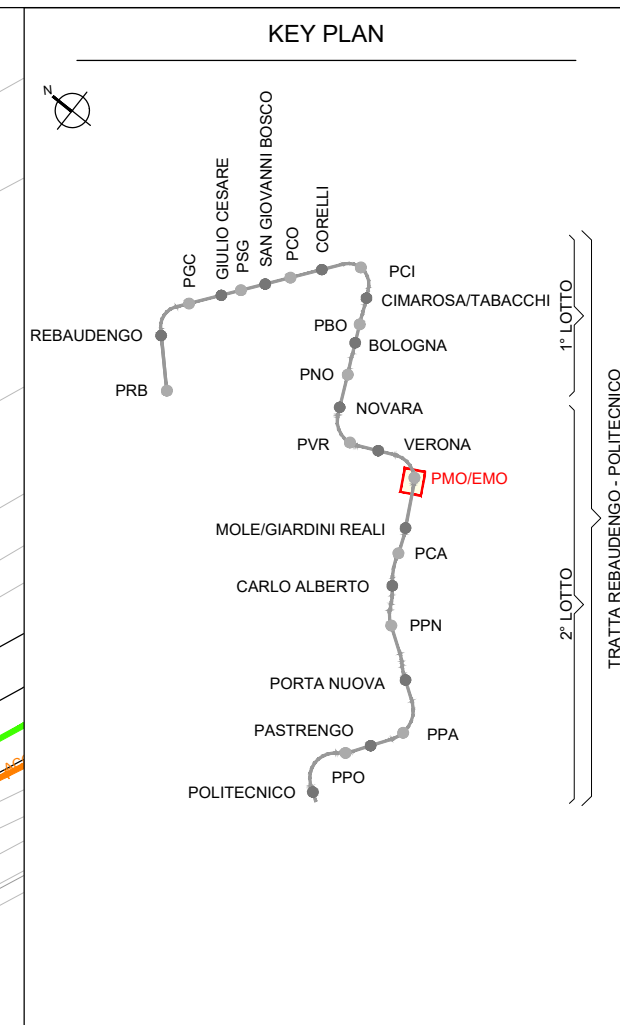 KEY PLAN
N
PGC
GIULIO CESARE
PSG
SAN GIOVANNI BOSCO
PCO
CORELLI
PCI
CIMAROSA/TABACCHI
REBAUDENGO
PBO
BOLOGNA
PNO
PRB
NOVARA
PVR
VERONA
PMO/EMO
MOLE/GIARDINI REALI
PCA
CARLO ALBERTO
PPN
PORTA NUOVA
PASTRENGO
PPA
PPO
POLITECNICO
1° LOTTO
2° LOTTO
TRATTA REBAUDENGO - POLITECNICO